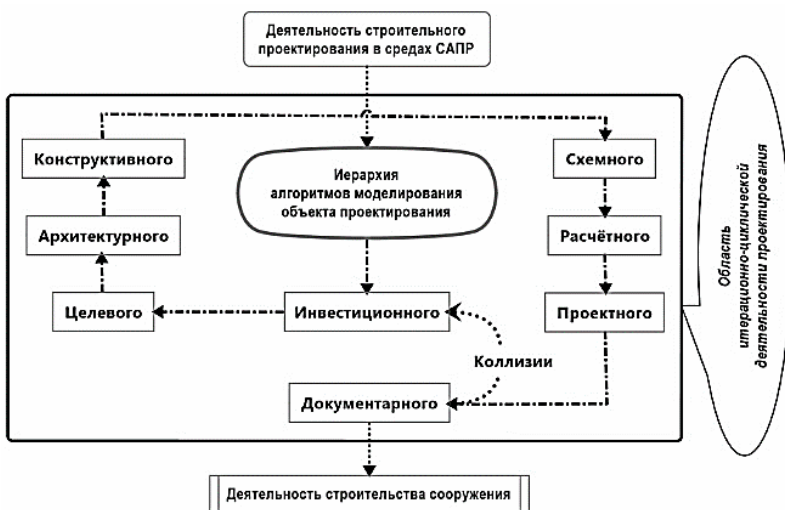 Деятельность строительного
проектирования в средах САПР
Конструктивного
Иерархия
алгоритмов моделирования
объекта проектирования
Схемного
Архитектурного
Расчётного
Целевого
Инвестиционного
Проектного
Коллизии
Документарного
Деятельность строительства сооружения
Область
итерационно-циклической
деятельности проектирования